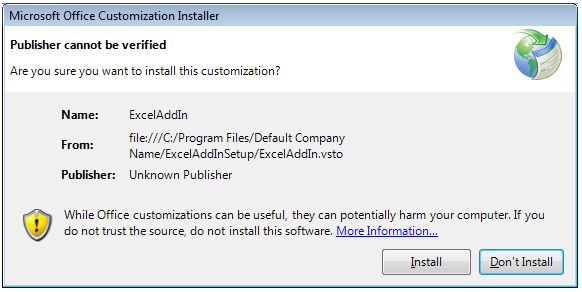 Microsoft Office Customization Installer
Publisher cannot be verified
Are you sure you want to install this customization?
Name: ExcelAddIn
From: file:///C:/Program Files/Default Company
Name/ExcelAddInSetup/ExcelAddIn.vsto
Publisher: Unknown Publisher
While Office customizations can be useful, they can potentially harm your computer. If you
do not trust the source, do not install this software. More Information...
Install Don't Install